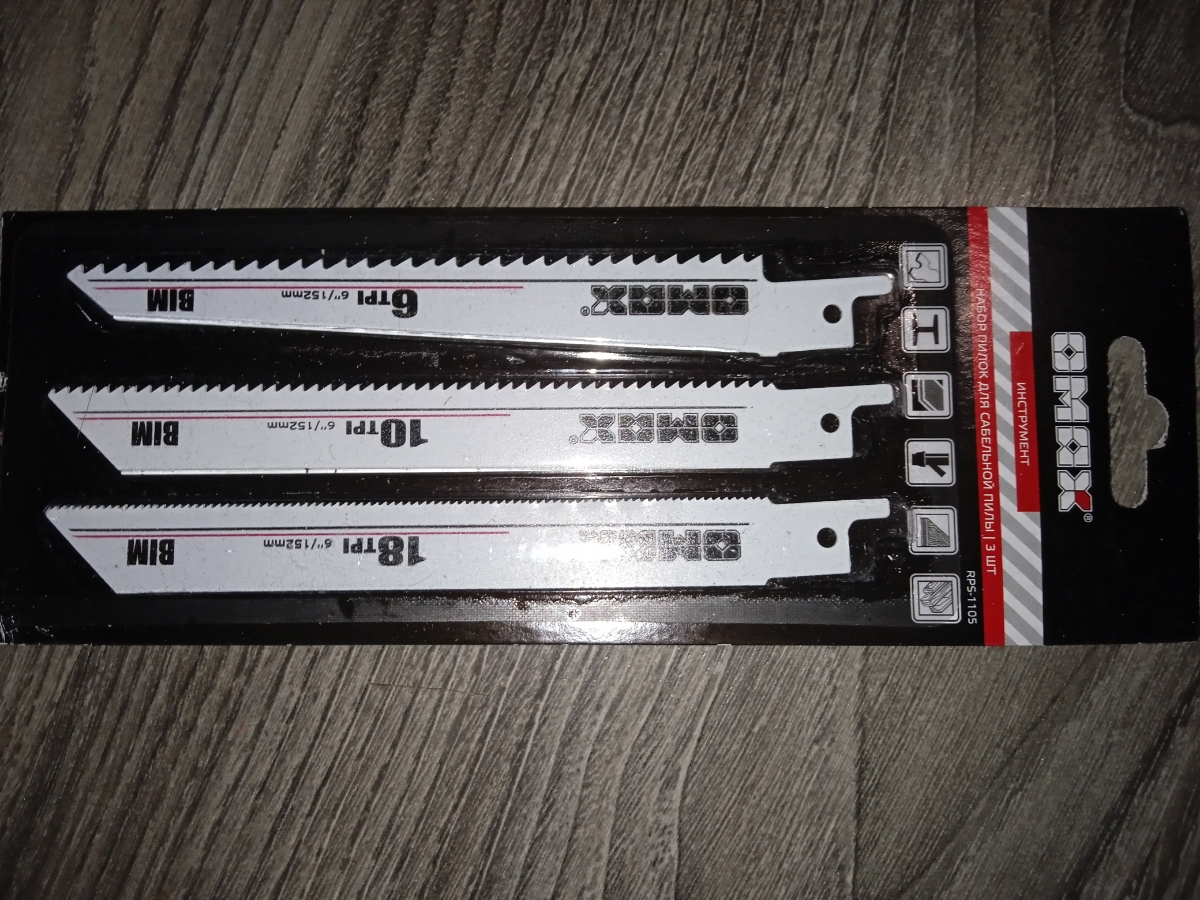 OMAX®
ИНСТРУМЕНТ
НАБОР ПИЛОК ДЛЯ САБЕЛЬНОЙ ПИЛЫ | 3 ШТ
RPS-1105
OMAX®
6TPI 6"/152mm
BIM
OMAX®
10TPI 6"/152mm
BIM
OMAX
18TPI 6"/152mm
BIM